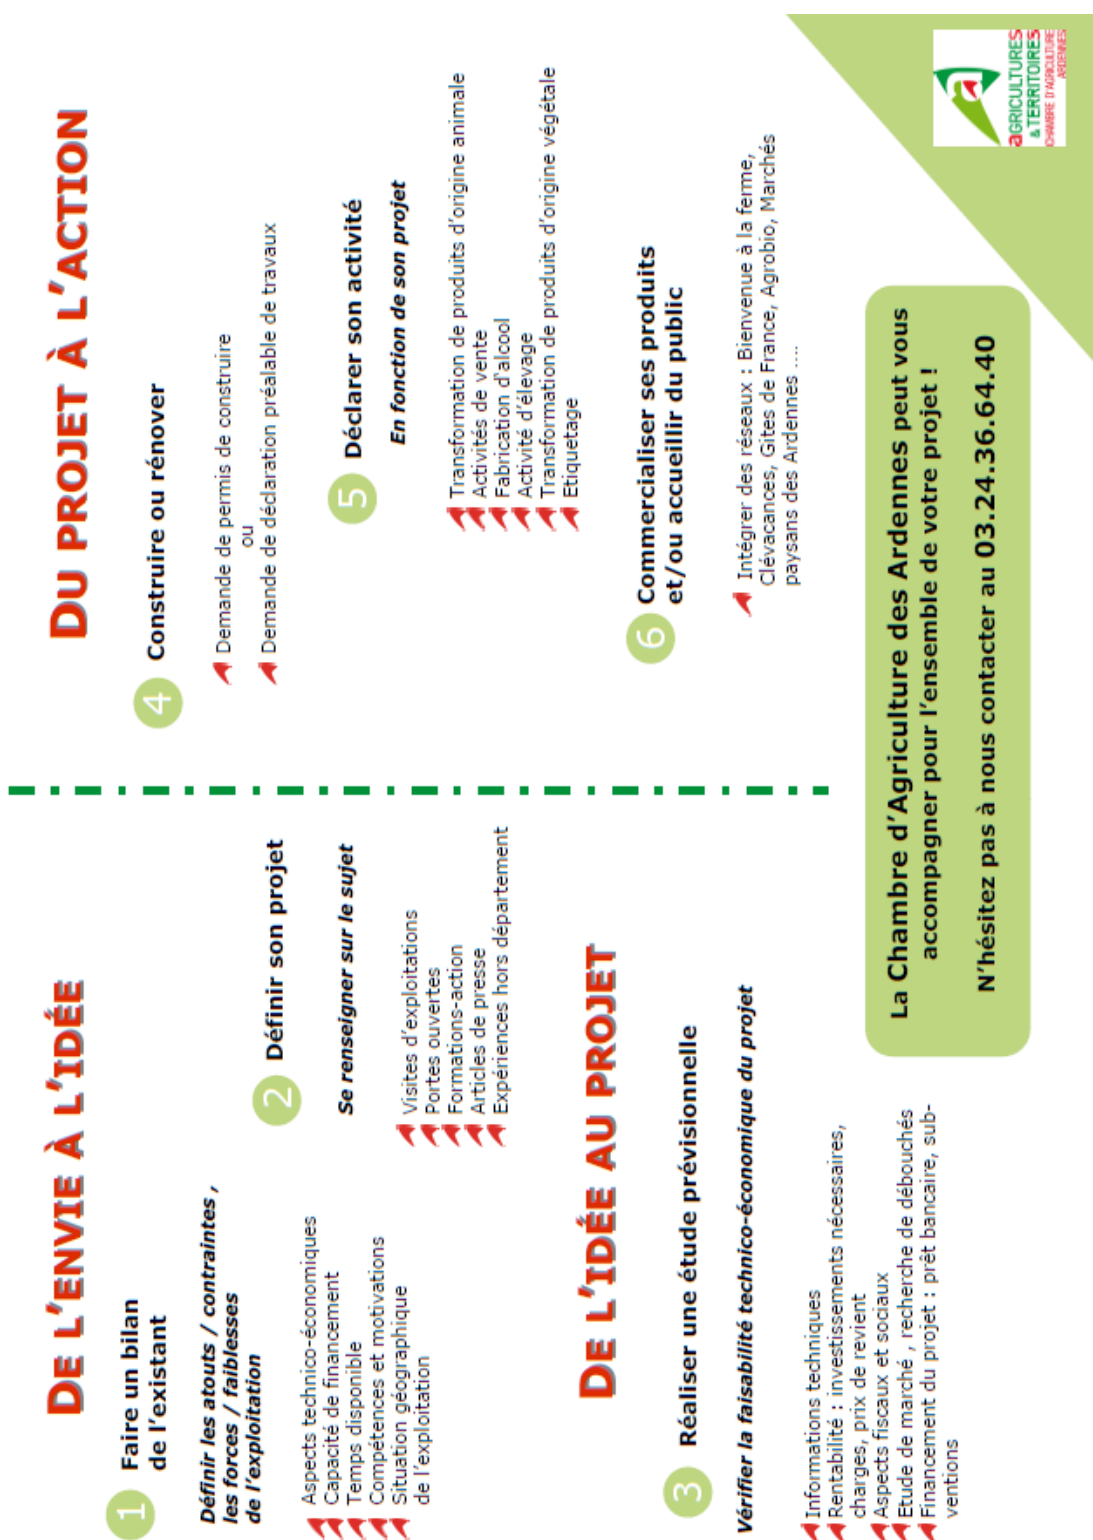 DE L'ENVIE À L'IDÉE
1
Faire un bilan
de l'existant
Définir les atouts / contraintes ,
les forces / faiblesses
de l'exploitation
Aspects technico-économiques
Capacité de financement
Temps disponible
Compétences et motivations
Situation géographique
de l'exploitation
2
Définir son projet
Se renseigner sur le sujet
Visites d'exploitations
Portes ouvertes
Formations-action
Articles de presse
Expériences hors département
DE L'IDÉE AU PROJET
3
Réaliser une étude prévisionnelle
Vérifier la faisabilité technico-économique du projet
Informations techniques
Rentabilité : investissements nécessaires,
charges, prix de revient
Aspects fiscaux et sociaux
Etude de marché , recherche de débouchés
Financement du projet : prêt bancaire, sub-
ventions
DU PROJET À L'ACTION
4
Construire ou rénover
Demande de permis de construire
ou
Demande de déclaration préalable de travaux
5
Déclarer son activité
En fonction de son projet
Transformation de produits d'origine animale
Activités de vente
Fabrication d'alcool
Activité d'élevage
Transformation de produits d'origine végétale
Etiquetage
6
Commercialiser ses produits
et/ou accueillir du public
Intégrer des réseaux : Bienvenue à la ferme,
Clévacances, Gites de France, Agrobio, Marchés
paysans des Ardennes ....
La Chambre d'Agriculture des Ardennes peut vous
accompagner pour l'ensemble de votre projet !
N'hésitez pas à nous contacter au 03.24.36.64.40
aGRICULTURES
& TERRITOIRES
CHAMBRE D'AGRICULTURE
ARDENNES